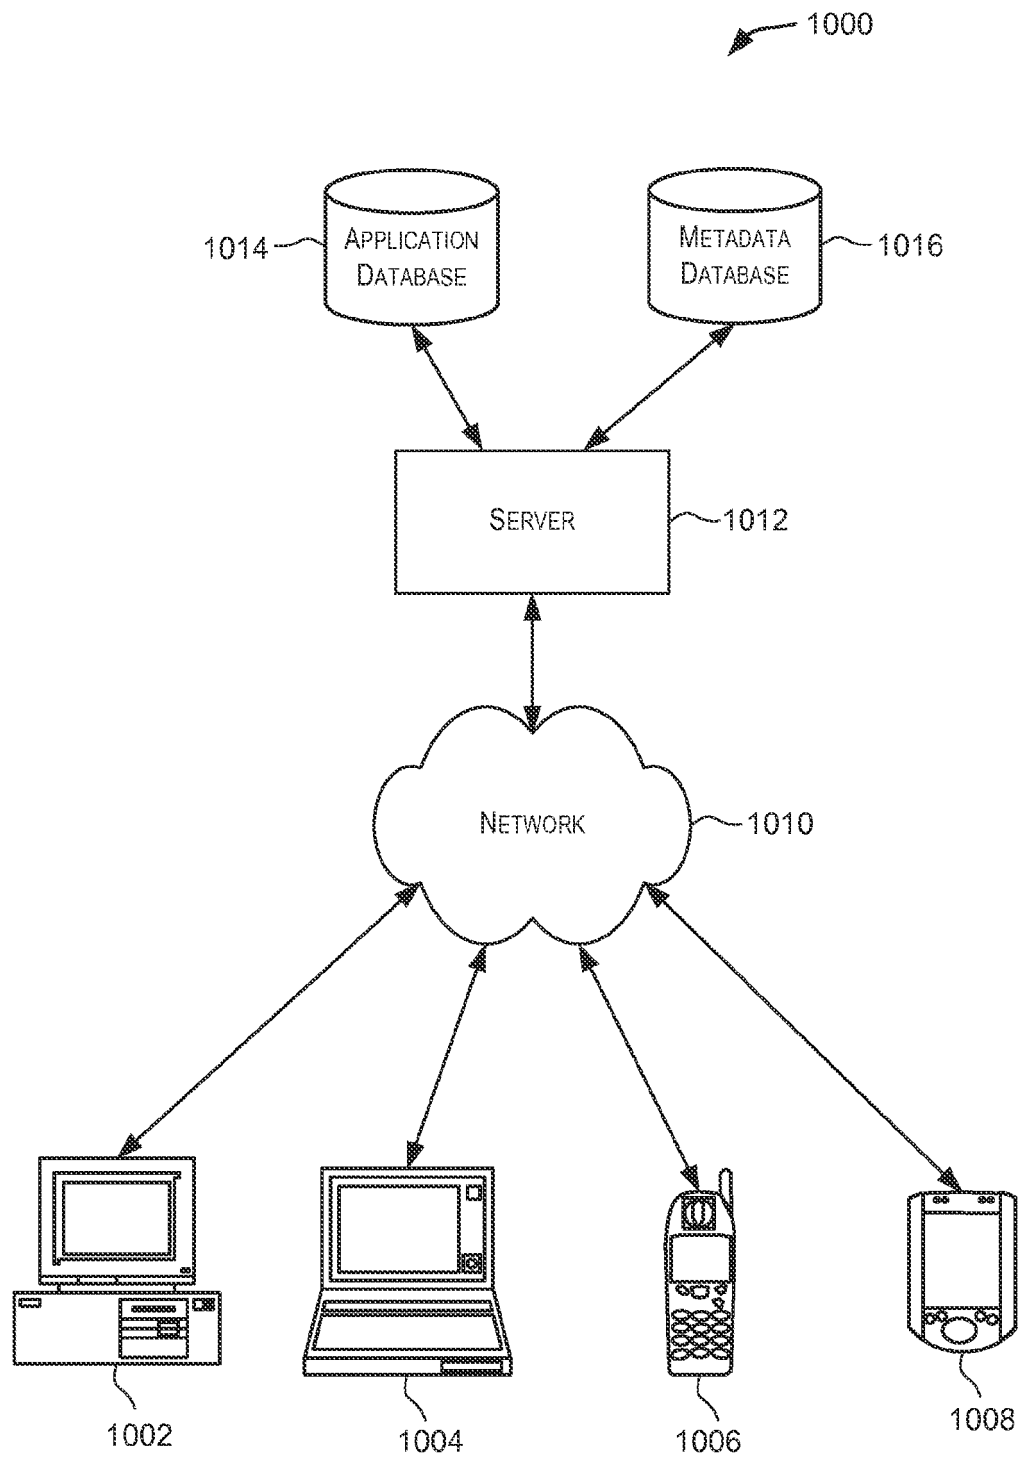 1000
APPLICATION
DATABASE
1014
METADATA
DATABASE
1016
SERVER
1012
NETWORK
1010
1002
1004
1006
1008